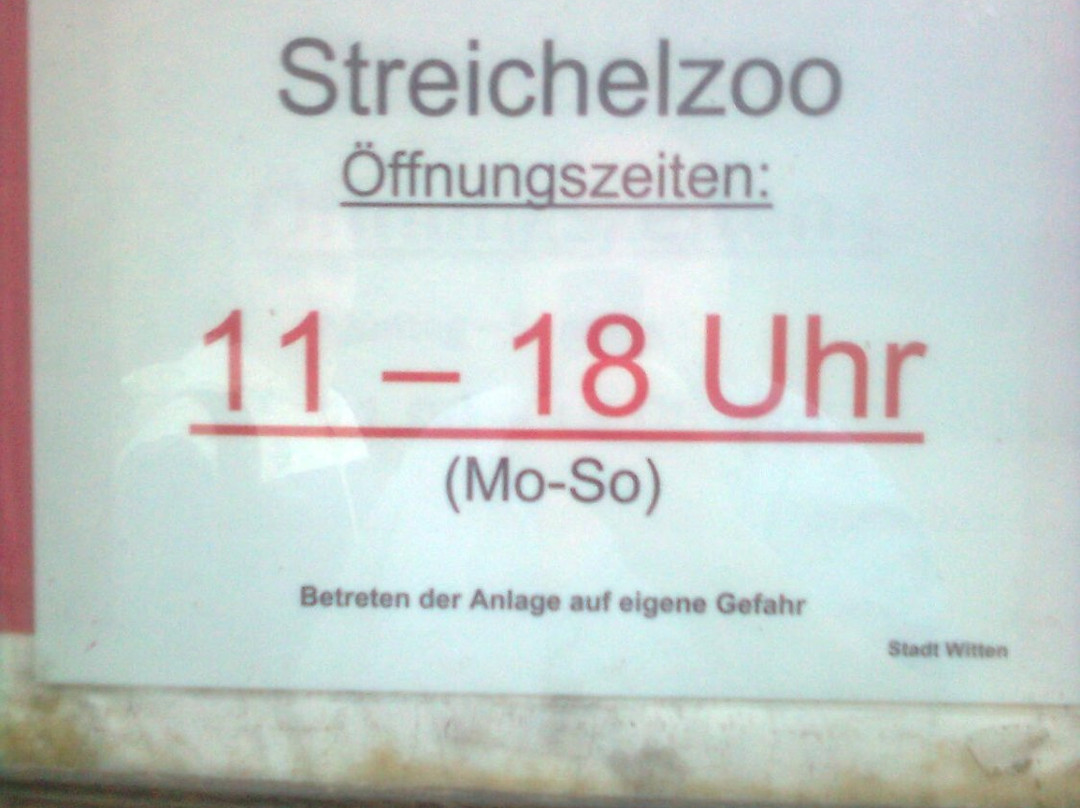 Streichelzoo
Öffnungszeiten:
11 – 18 Uhr
(Mo-So)
Betreten der Anlage auf eigene Gefahr
Stadt Witten